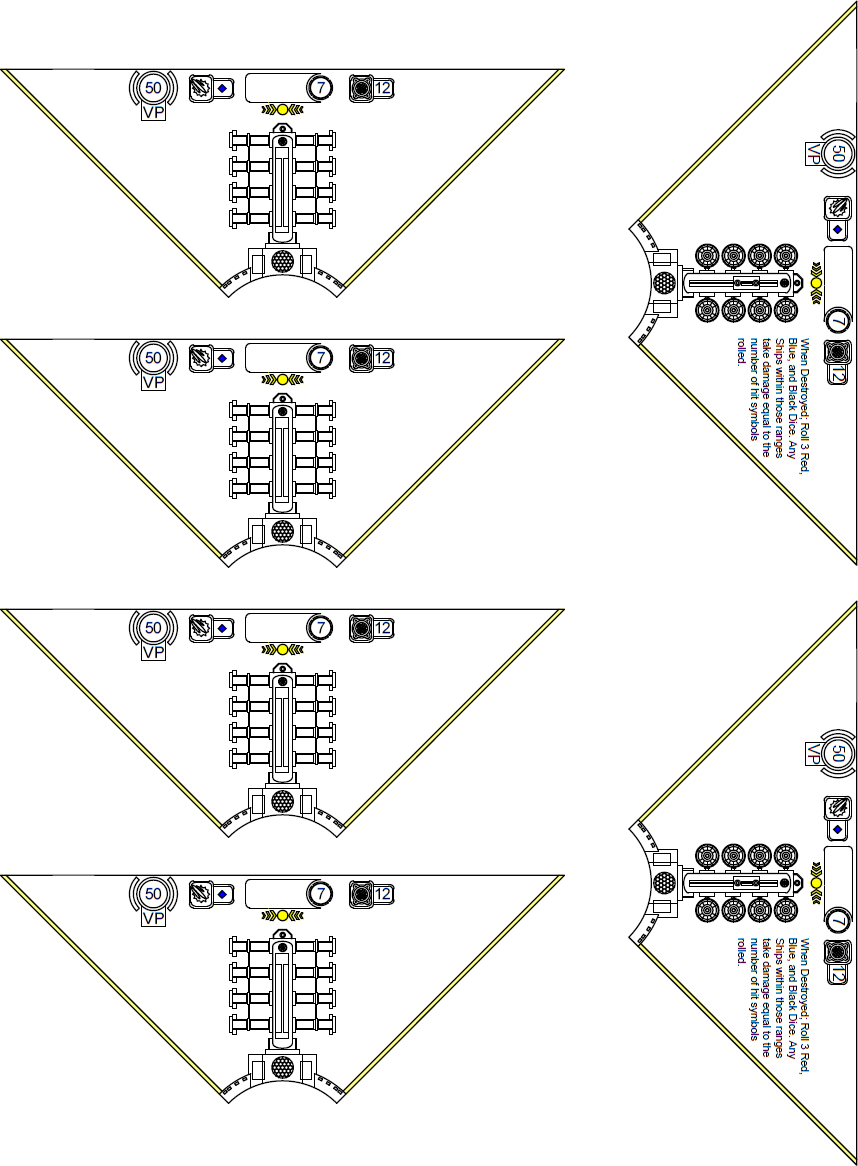 50
VP
7
12
50
VP
7
12
50
VP
7
12
50
VP
7
12
50
VP
7
12
When Destroyed; Roll 3 Red,
Blue, and Black Dice. Any
Ships within those ranges
take damage equal to the
number of hit symbols
rolled.
50
VP
7
12
When Destroyed; Roll 3 Red,
Blue, and Black Dice. Any
Ships within those ranges
take damage equal to the
number of hit symbols
rolled.